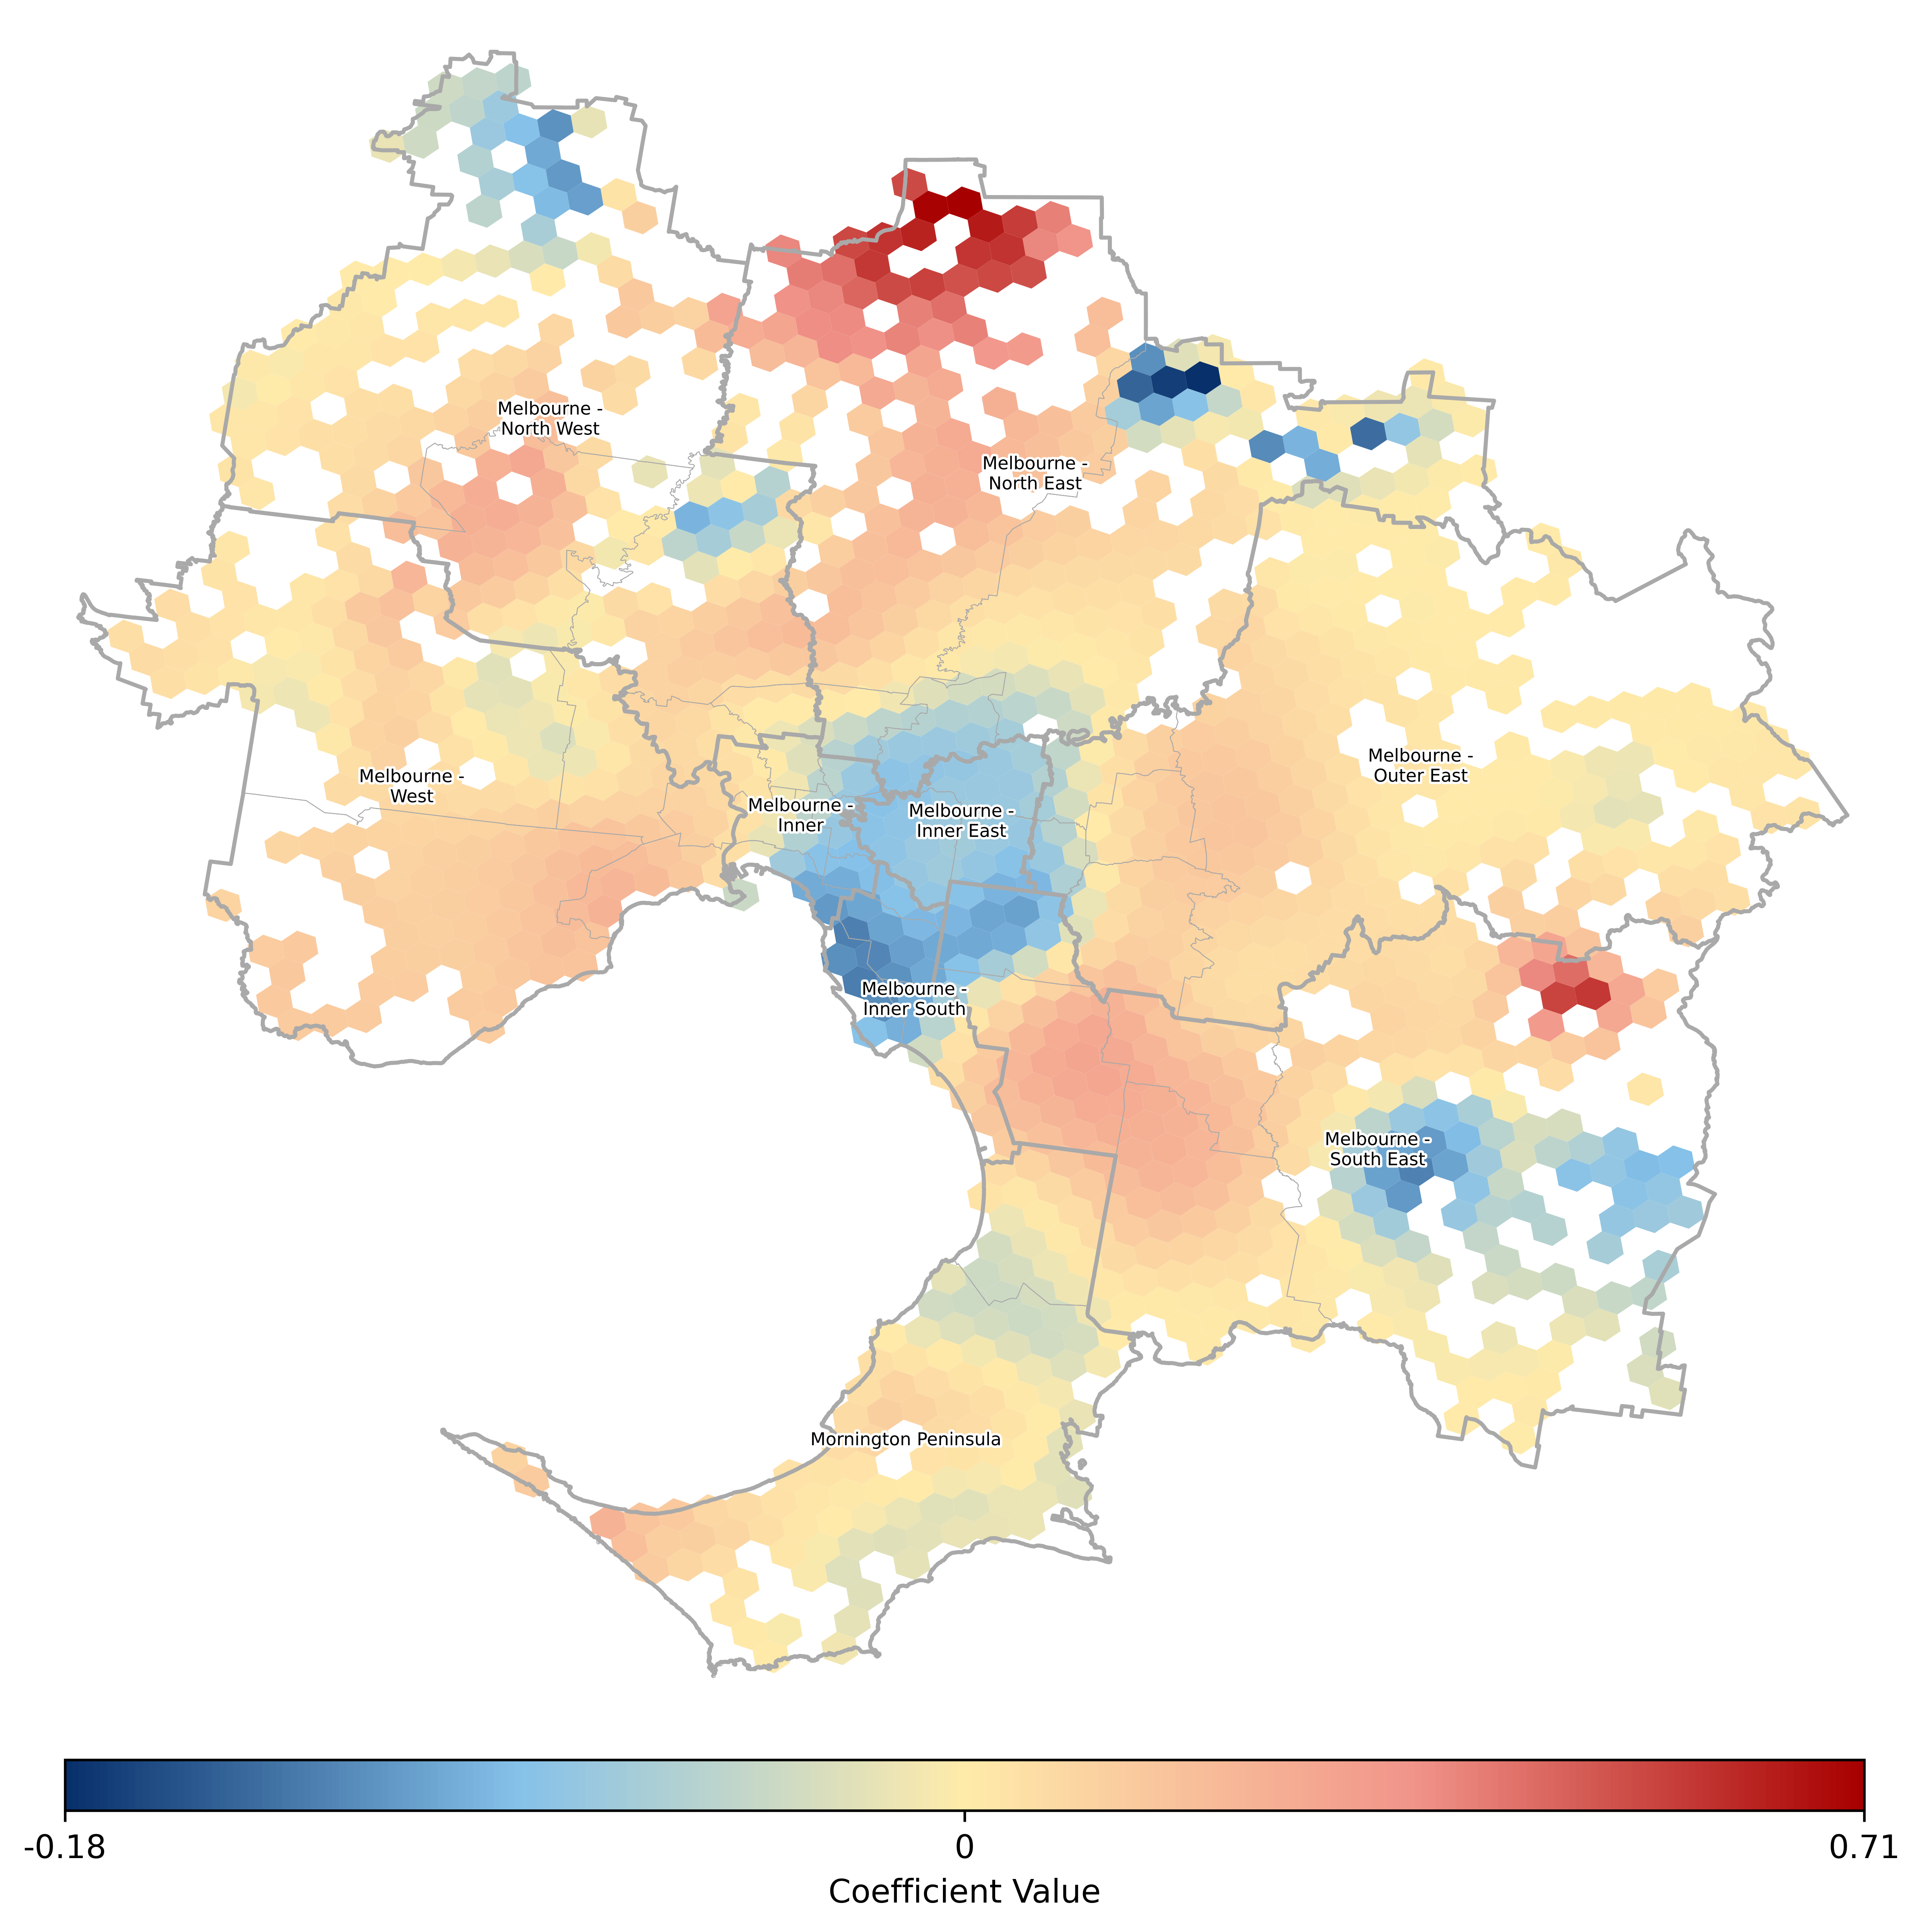 Melbourne -
North West
Melbourne -
North East
Melbourne -
Outer East
Melbourne -
West
Melbourne -
Inner
Melbourne -
Inner East
Melbourne -
Inner South
Melbourne -
South East
Mornington Peninsula
-0.18
0
0.71
Coefficient Value